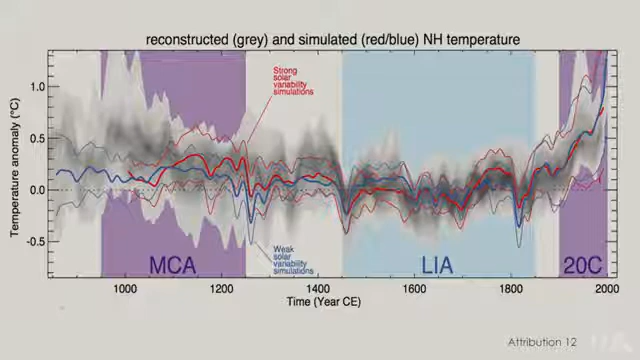 reconstructed (grey) and simulated (red/blue) NH temperature
Temperature anomaly (°C)
1.0
0.5
0.0
-0.5
Strong
solar
variability
simulations
Weak
solar
variability
simulations
MCA
LIA
20C
1000
1200
1400
1600
1800
2000
Time (Year CE)
Attribution 12